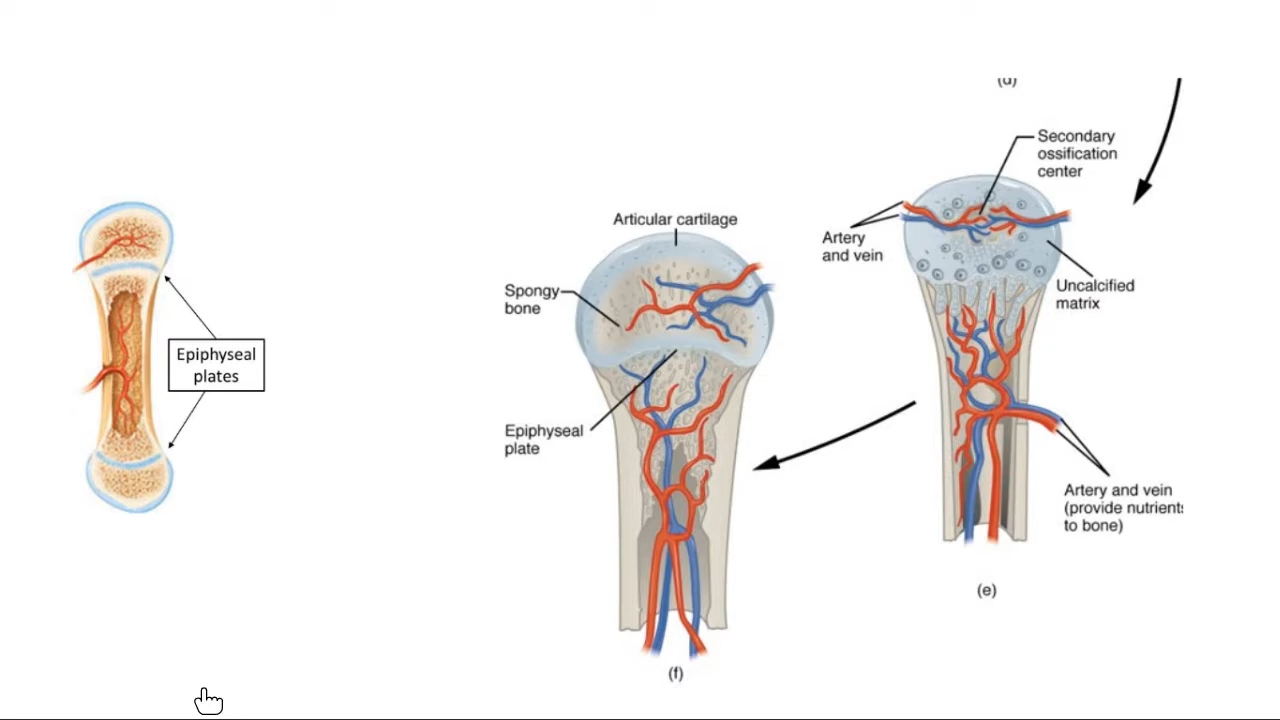 (d)
Secondary
ossification
center
Articular cartilage
Artery
and vein
Spongy
bone
Uncalcified
matrix
Epiphyseal
plates
Epiphyseal
plate
Artery and vein
(provide nutrients
to bone)
(e)
(f)